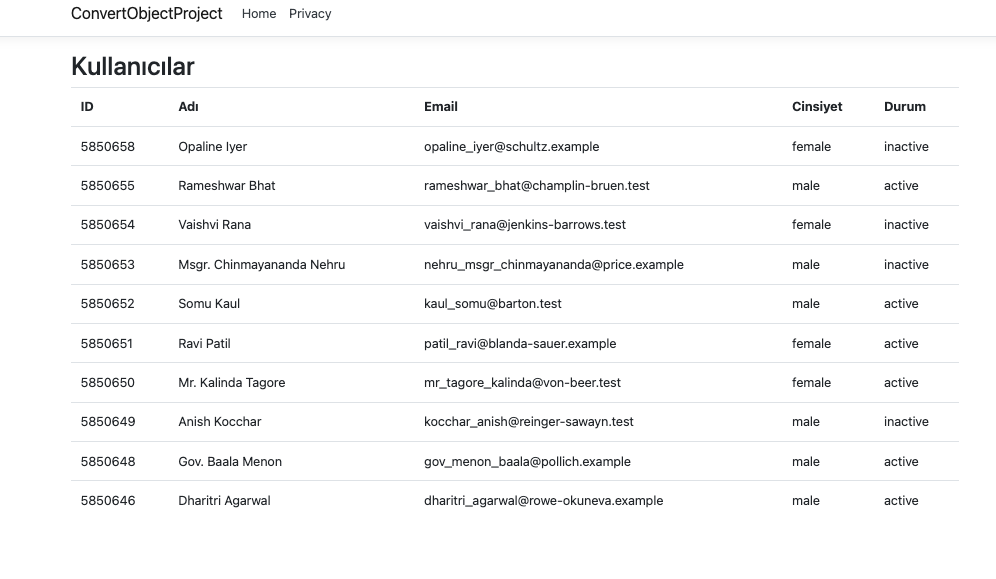 ConvertObjectProject Home Privacy
Kullanıcılar
ID Adı Email Cinsiyet Durum
5850658 Opaline Iyer opaline_iyer@schultz.example female inactive
5850655 Rameshwar Bhat rameshwar_bhat@champlin-bruen.test male active
5850654 Vaishvi Rana vaishvi_rana@jenkins-barrows.test female inactive
5850653 Msgr. Chinmayananda Nehru nehru_msgr_chinmayananda@price.example male inactive
5850652 Somu Kaul kaul_somu@barton.test male active
5850651 Ravi Patil patil_ravi@blanda-sauer.example female active
5850650 Mr. Kalinda Tagore mr_tagore_kalinda@von-beer.test female active
5850649 Anish Kocchar kocchar_anish@reinger-sawayn.test male inactive
5850648 Gov. Baala Menon gov_menon_baala@pollich.example male active
5850646 Dharitri Agarwal dharitri_agarwal@rowe-okuneva.example male active